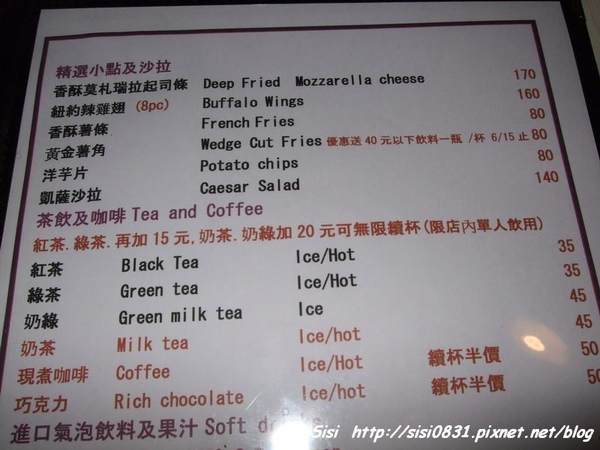 精選小點及沙拉
香酥莫札瑞拉起司條 Deep Fried Mozzarella cheese 170
紐約辣雞翅 (8pc) Buffalo Wings 160
香酥薯條 French Fries 80
黃金薯角 Wedge Cut Fries 優惠送 40 元以下飲料一瓶 /杯 6/15 止 80
洋芋片 Potato chips 80
凱薩沙拉 Caesar Salad 140
茶飲及咖啡 Tea and Coffee
紅茶.綠茶.再加 15 元,奶茶.奶綠加 20 元可無限續杯(限店內單人飲用)
紅茶 Black Tea Ice/Hot 35
綠茶 Green tea Ice/Hot 35
奶綠 Green milk tea Ice 45
奶茶 Milk tea Ice/hot 45
現煮咖啡 Coffee Ice/Hot 續杯半價 50
巧克力 Rich chocolate Ice/hot 續杯半價 50
進口氣泡飲料及果汁 Soft drinks
Sisi http://sisi0831.pixnet.net/blog